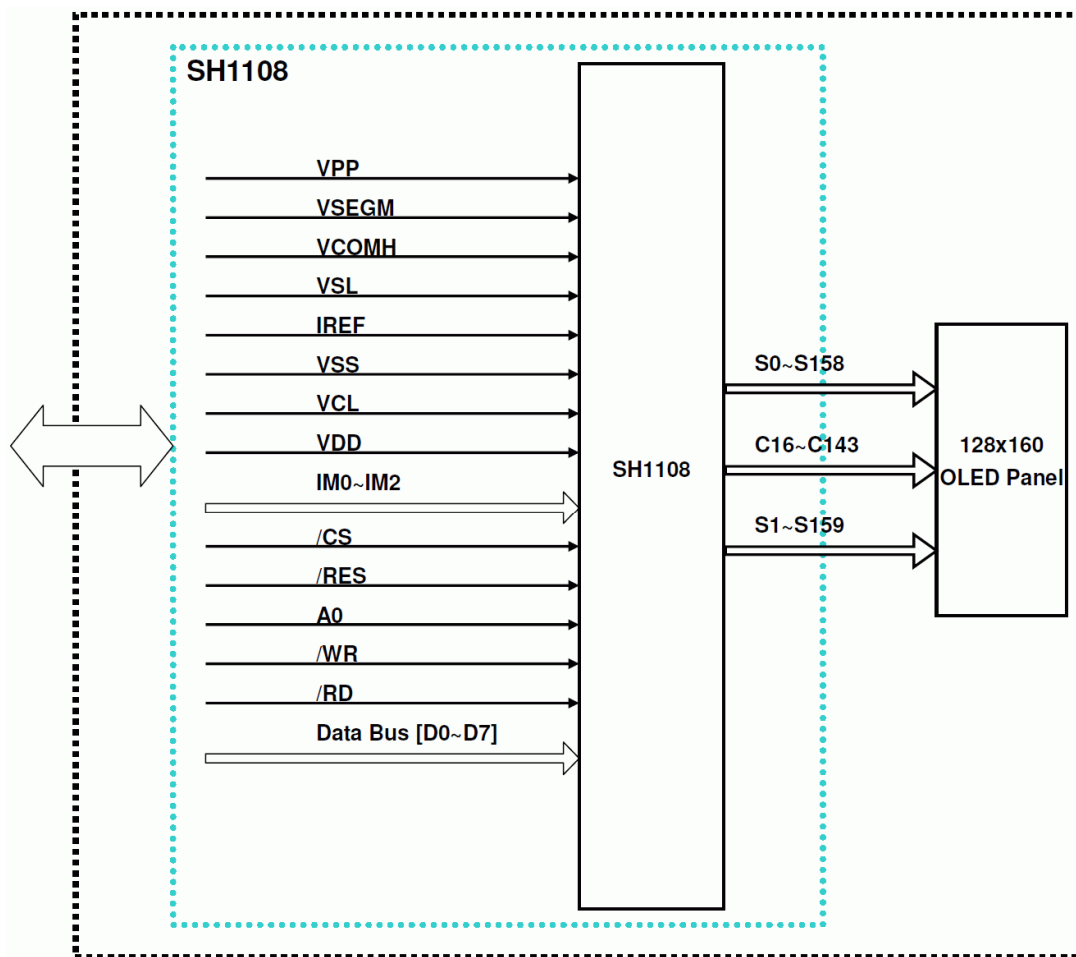 SH1108
VPP
VSEGM
VCOMH
VSL
IREF
VSS
VCL
VDD
IM0~IM2
/CS
/RES
A0
/WR
/RD
Data Bus [D0~D7]
SH1108
S0~S158
C16~C143
S1~S159
128x160
OLED Panel